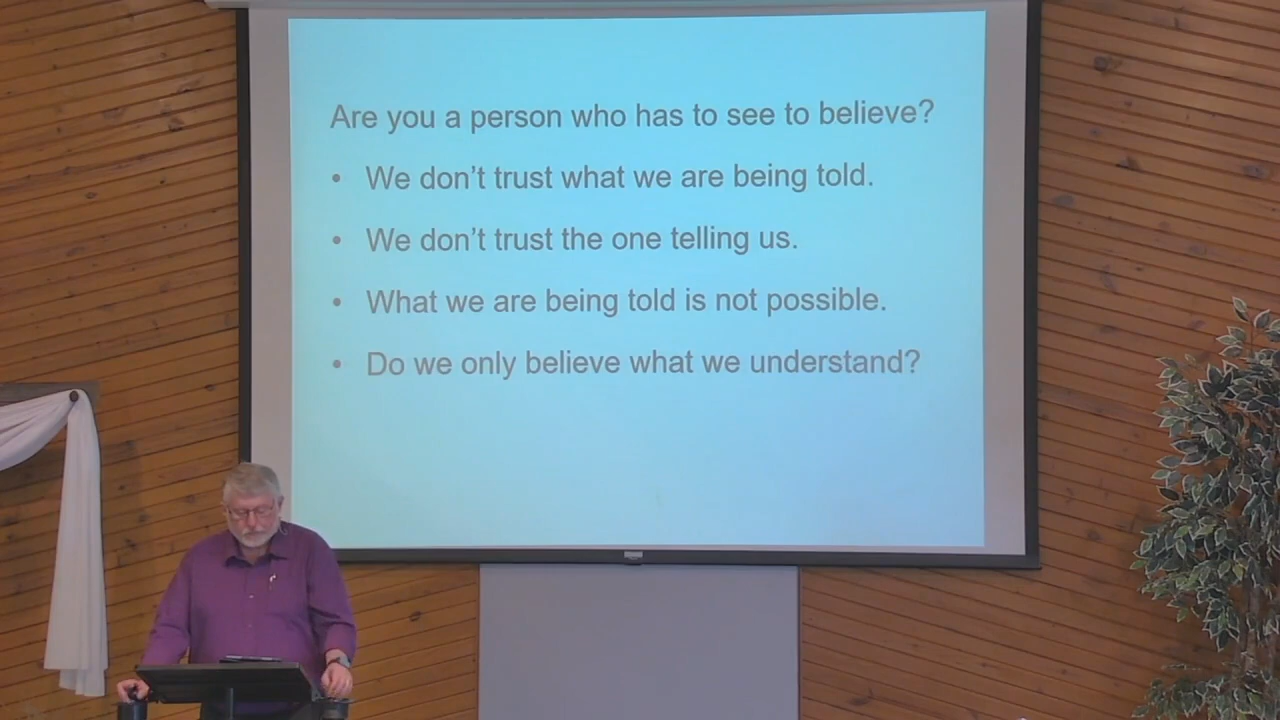 Are you a person who has to see to believe?
• We don't trust what we are being told.
• We don't trust the one telling us.
• What we are being told is not possible.
• Do we only believe what we understand?